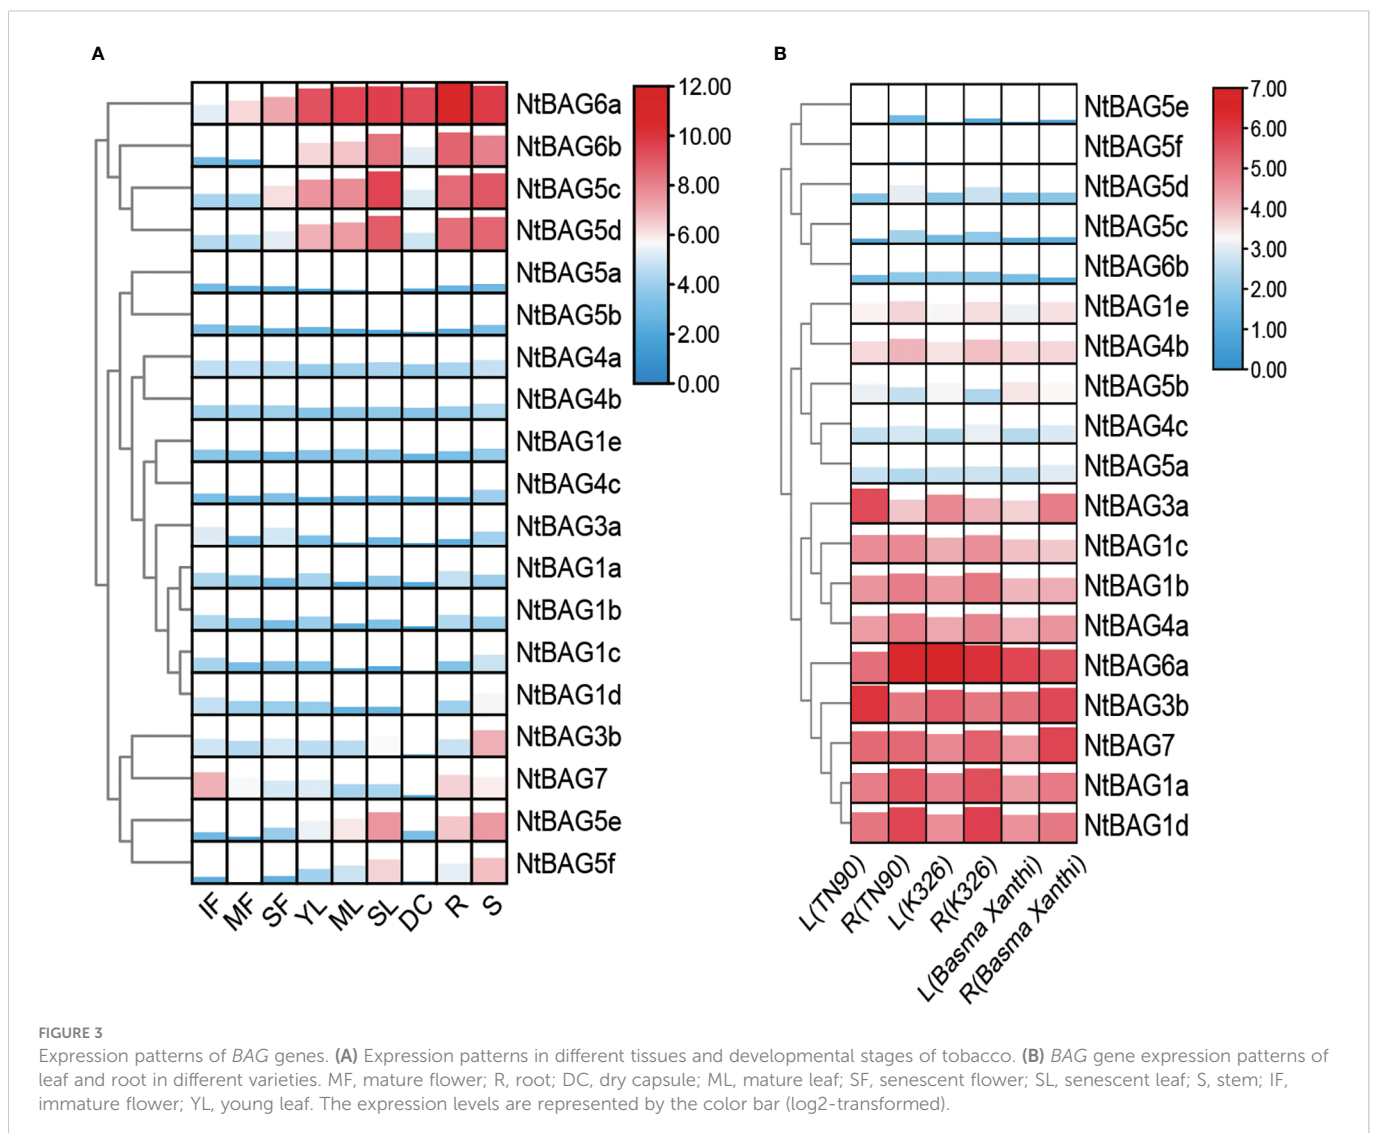 A
B
NtBAG6a
NtBAG6b
NtBAG5c
NtBAG5d
NtBAG5a
NtBAG5b
NtBAG4a
NtBAG4b
NtBAG1e
NtBAG4c
NtBAG3a
NtBAG1a
NtBAG1b
NtBAG1c
NtBAG1d
NtBAG3b
NtBAG7
NtBAG5e
NtBAG5f
IF MF SF YL ML SL DC R S
12.00
10.00
8.00
6.00
4.00
2.00
0.00
NtBAG5e
NtBAG5f
NtBAG5d
NtBAG5c
NtBAG6b
NtBAG1e
NtBAG4b
NtBAG5b
NtBAG4c
NtBAG5a
NtBAG3a
NtBAG1c
NtBAG1b
NtBAG4a
NtBAG6a
NtBAG3b
NtBAG7
NtBAG1a
NtBAG1d
L(TN90)
R(TN90)
L(K326)
R(K326)
L(Basma Xanthi)
R(Basma Xanthi)
7.00
6.00
5.00
4.00
3.00
2.00
1.00
0.00
FIGURE 3
Expression patterns of BAG genes. (A) Expression patterns in different tissues and developmental stages of tobacco. (B) BAG gene expression patterns of
leaf and root in different varieties. MF, mature flower; R, root; DC, dry capsule; ML, mature leaf; SF, senescent flower; SL, senescent leaf; S, stem; IF,
immature flower; YL, young leaf. The expression levels are represented by the color bar (log2-transformed).